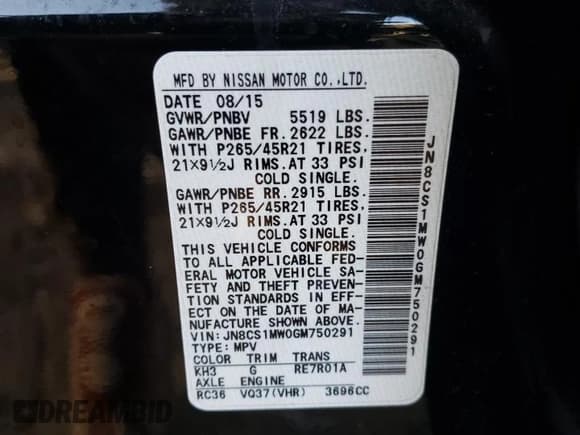 MFD BY NISSAN MOTOR CO.,LTD.
DATE 08/15
GVWR/PNBV 5519 LBS.
GAWR/PNBE FR. 2622 LBS.
WITH P265/45R21 TIRES,
21X9½J RIMS.AT 33 PSI
COLD SINGLE.
GAWR/PNBE RR. 2915 LBS.
WITH P265/45R21 TIRES,
21X9½J RIMS.AT 33 PSI
COLD SINGLE.
THIS VEHICLE CONFORMS
TO ALL APPLICABLE FED-
ERAL MOTOR VEHICLE SA-
FETY AND THEFT PREVEN-
TION STANDARDS IN EFF-
ECT ON THE DATE OF MA-
NUFACTURE SHOWN ABOVE.
VIN:JN8CS1MW0GM750291
TYPE: MPV
COLOR TRIM TRANS
KH3 G RE7R01A
AXLE ENGINE
RC36 VQ37(VHR) 3696CC
JN8CS1MW0GM750291
DREAMBID